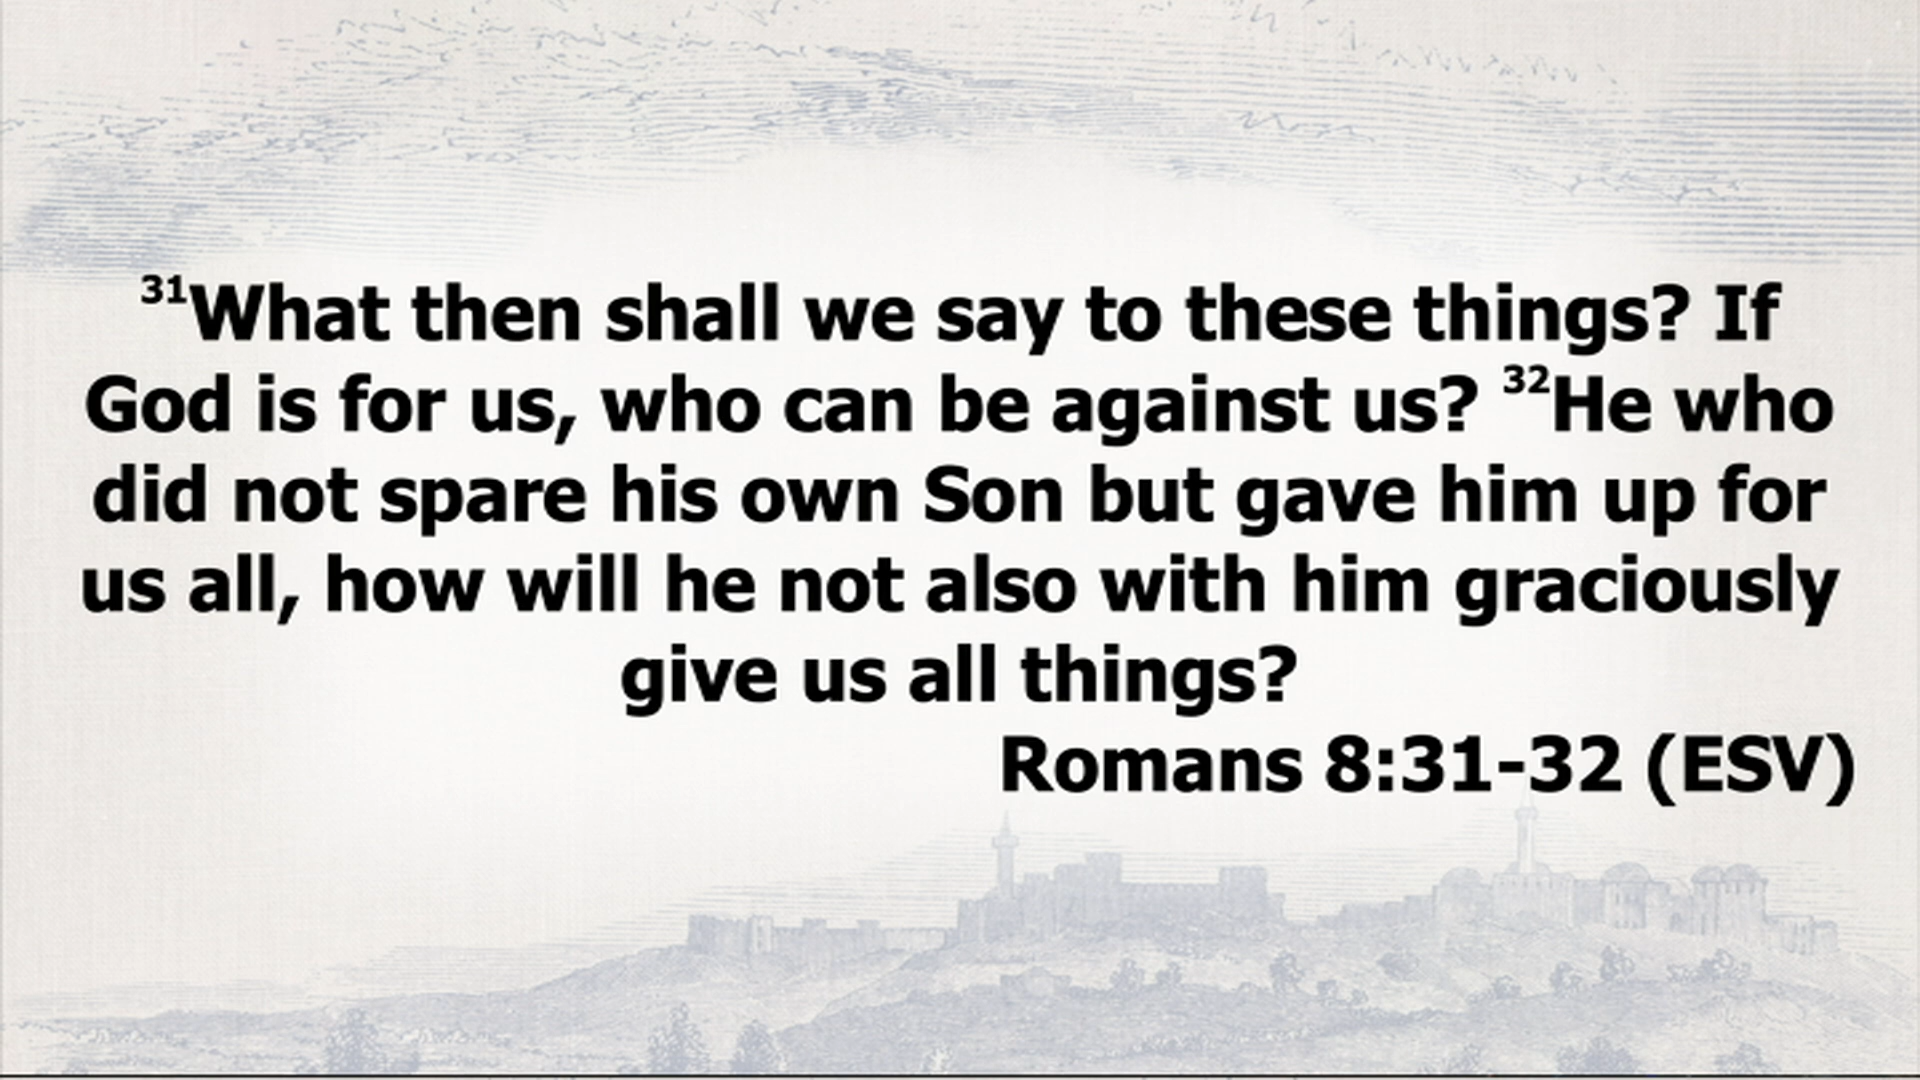 ³¹What then shall we say to these things? If
God is for us, who can be against us? ³²He who
did not spare his own Son but gave him up for
us all, how will he not also with him graciously
give us all things?
Romans 8:31-32 (ESV)